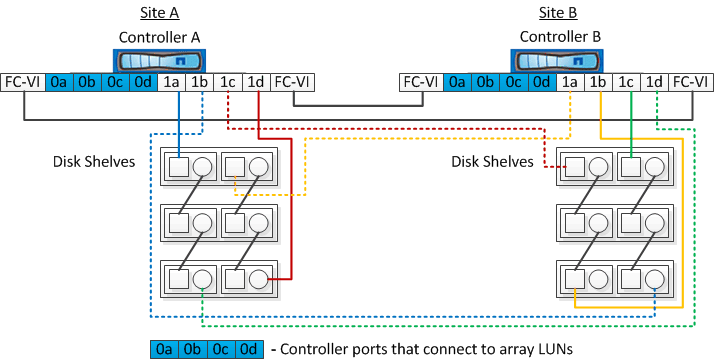 Site A
Site B
Controller A
Controller B
FC-VI 0a 0b 0c 0d 1a 1b 1c 1d FC-VI
FC-VI 0a 0b 0c 0d 1a 1b 1c 1d FC-VI
Disk Shelves
Disk Shelves
0a 0b 0c 0d - Controller ports that connect to array LUNs